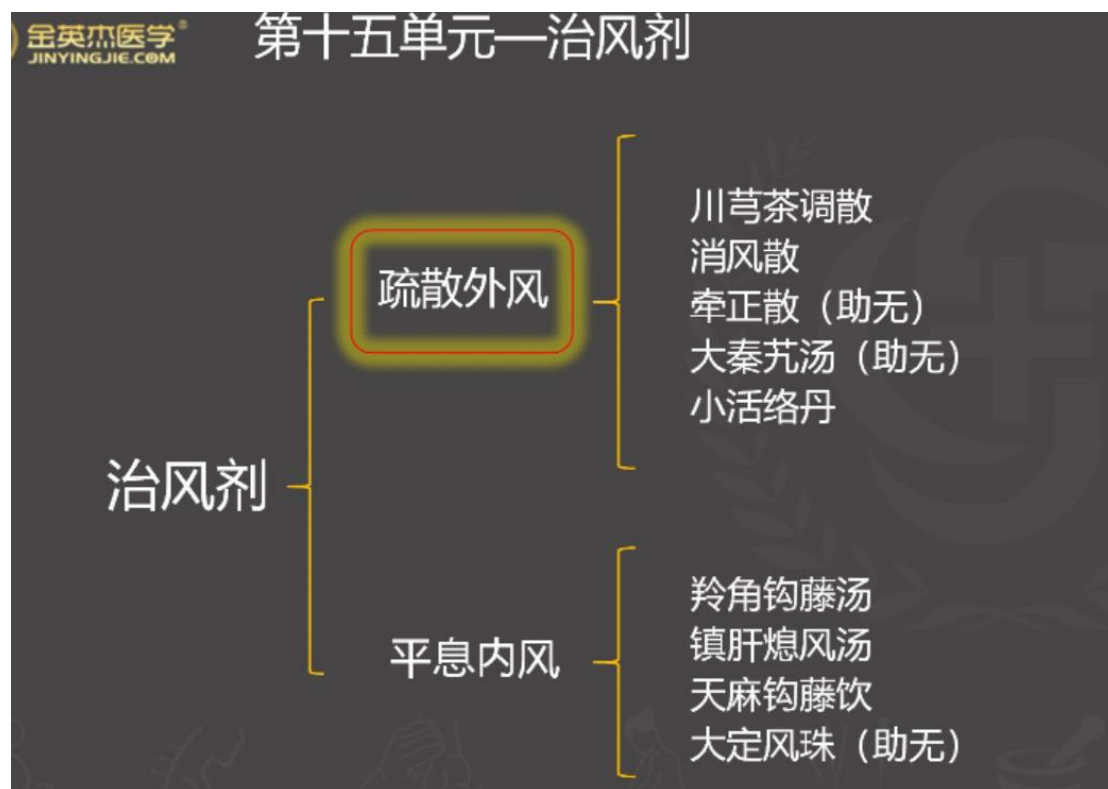 金英杰医学®
JINYINGJIE.COM
第十五单元—治风剂
治风剂
疏散外风
川芎茶调散
消风散
牵正散（助无）
大秦艽汤（助无）
小活络丹
平息内风
羚角钩藤汤
镇肝熄风汤
天麻钩藤饮
大定风珠（助无）